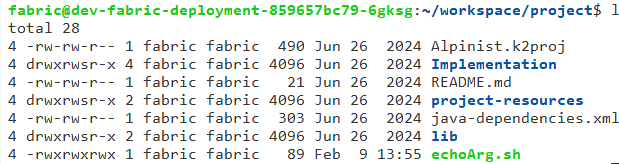 fabric@dev-fabric-deployment-859657bc79-6gksg:~/workspace/project$ l
total 28
4 -rw-rw-r-- 1 fabric fabric  490 Jun 26  2024 Alpinist.k2proj
4 drwxrwsr-x 4 fabric fabric 4096 Jun 26  2024 Implementation
4 -rw-rw-r-- 1 fabric fabric   21 Jun 26  2024 README.md
4 drwxrwsr-x 2 fabric fabric 4096 Jun 26  2024 project-resources
4 -rw-rw-r-- 1 fabric fabric  303 Jun 26  2024 java-dependencies.xml
4 drwxrwsr-x 2 fabric fabric 4096 Jun 26  2024 lib
4 -rwxrwxrwx 1 fabric fabric   89 Feb  9 13:55 echoArg.sh